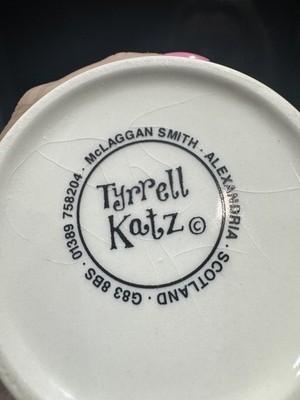 McLAGGAN SMITH · ALEXANDRIA · SCOTLAND · G83 8BS · 01389 758204 ·
Tyrrell
Katz ©